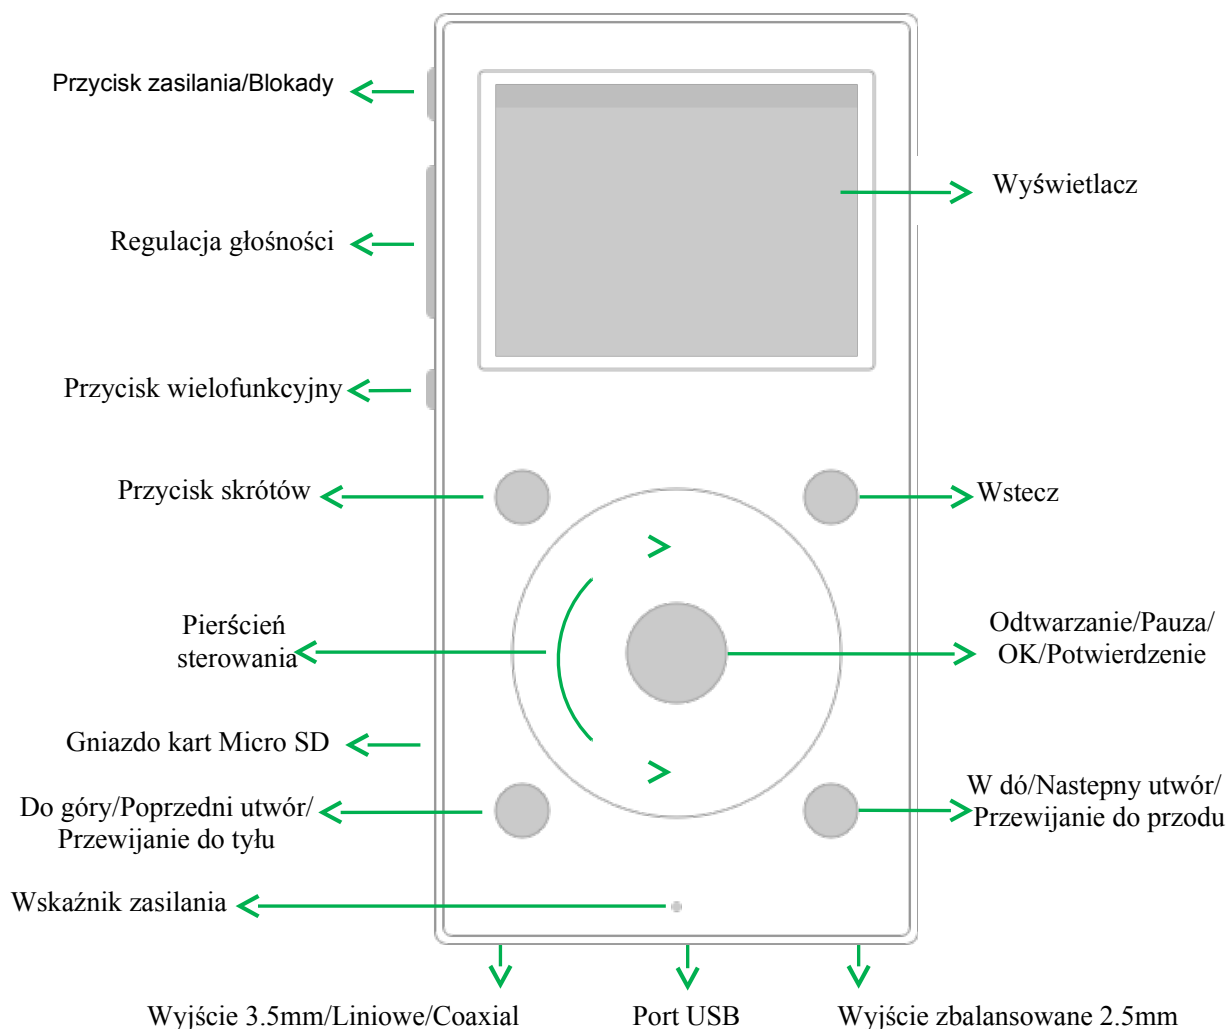 Przycisk zasilania/Blokady
Wyświetlacz
Regulacja głośności
Przycisk wielofunkcyjny
Przycisk skrótów
Wstecz
Pierścień
sterowania
Odtwarzanie/Pauza/
OK/Potwierdzenie
Gniazdo kart Micro SD
Do góry/Poprzedni utwór/
Przewijanie do tyłu
W dó/Nastepny utwór/
Przewijanie do przodu
Wskaźnik zasilania
Wyjście 3.5mm/Liniowe/Coaxial
Port USB
Wyjście zbalansowane 2.5mm